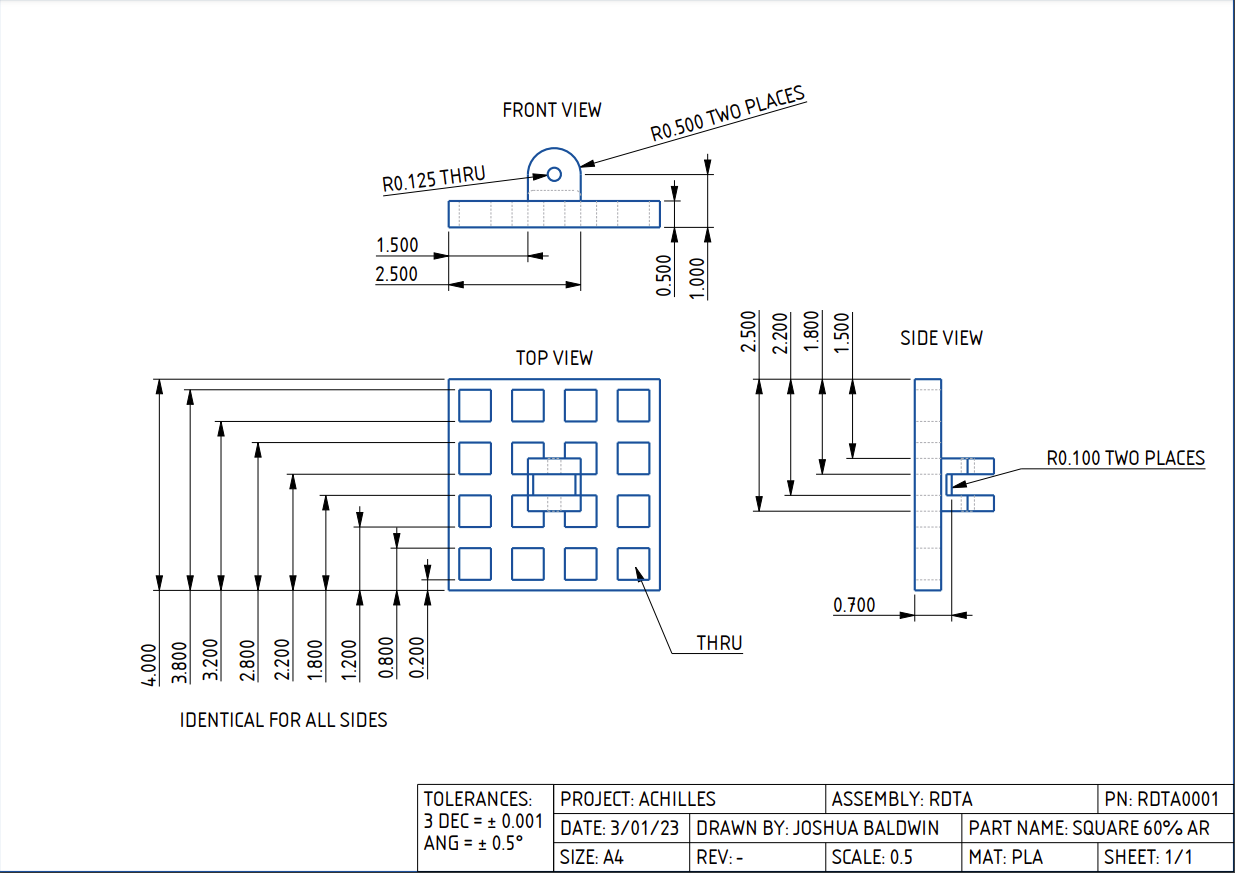 FRONT VIEW
R0.500 TWO PLACES
R0.125 THRU
1.500
2.500
0.500
1.000
TOP VIEW
4.000
3.800
3.200
2.800
2.200
1.800
1.200
0.800
0.200
THRU
IDENTICAL FOR ALL SIDES
2.500
2.200
1.800
1.500
SIDE VIEW
R0.100 TWO PLACES
0.700
TOLERANCES:
3 DEC = ± 0.001
ANG = ± 0.5°
PROJECT: ACHILLES
ASSEMBLY: RDTA
PN: RDTA0001
DATE: 3/01/23
DRAWN BY: JOSHUA BALDWIN
PART NAME: SQUARE 60% AR
SIZE: A4
REV: -
SCALE: 0.5
MAT: PLA
SHEET: 1/1